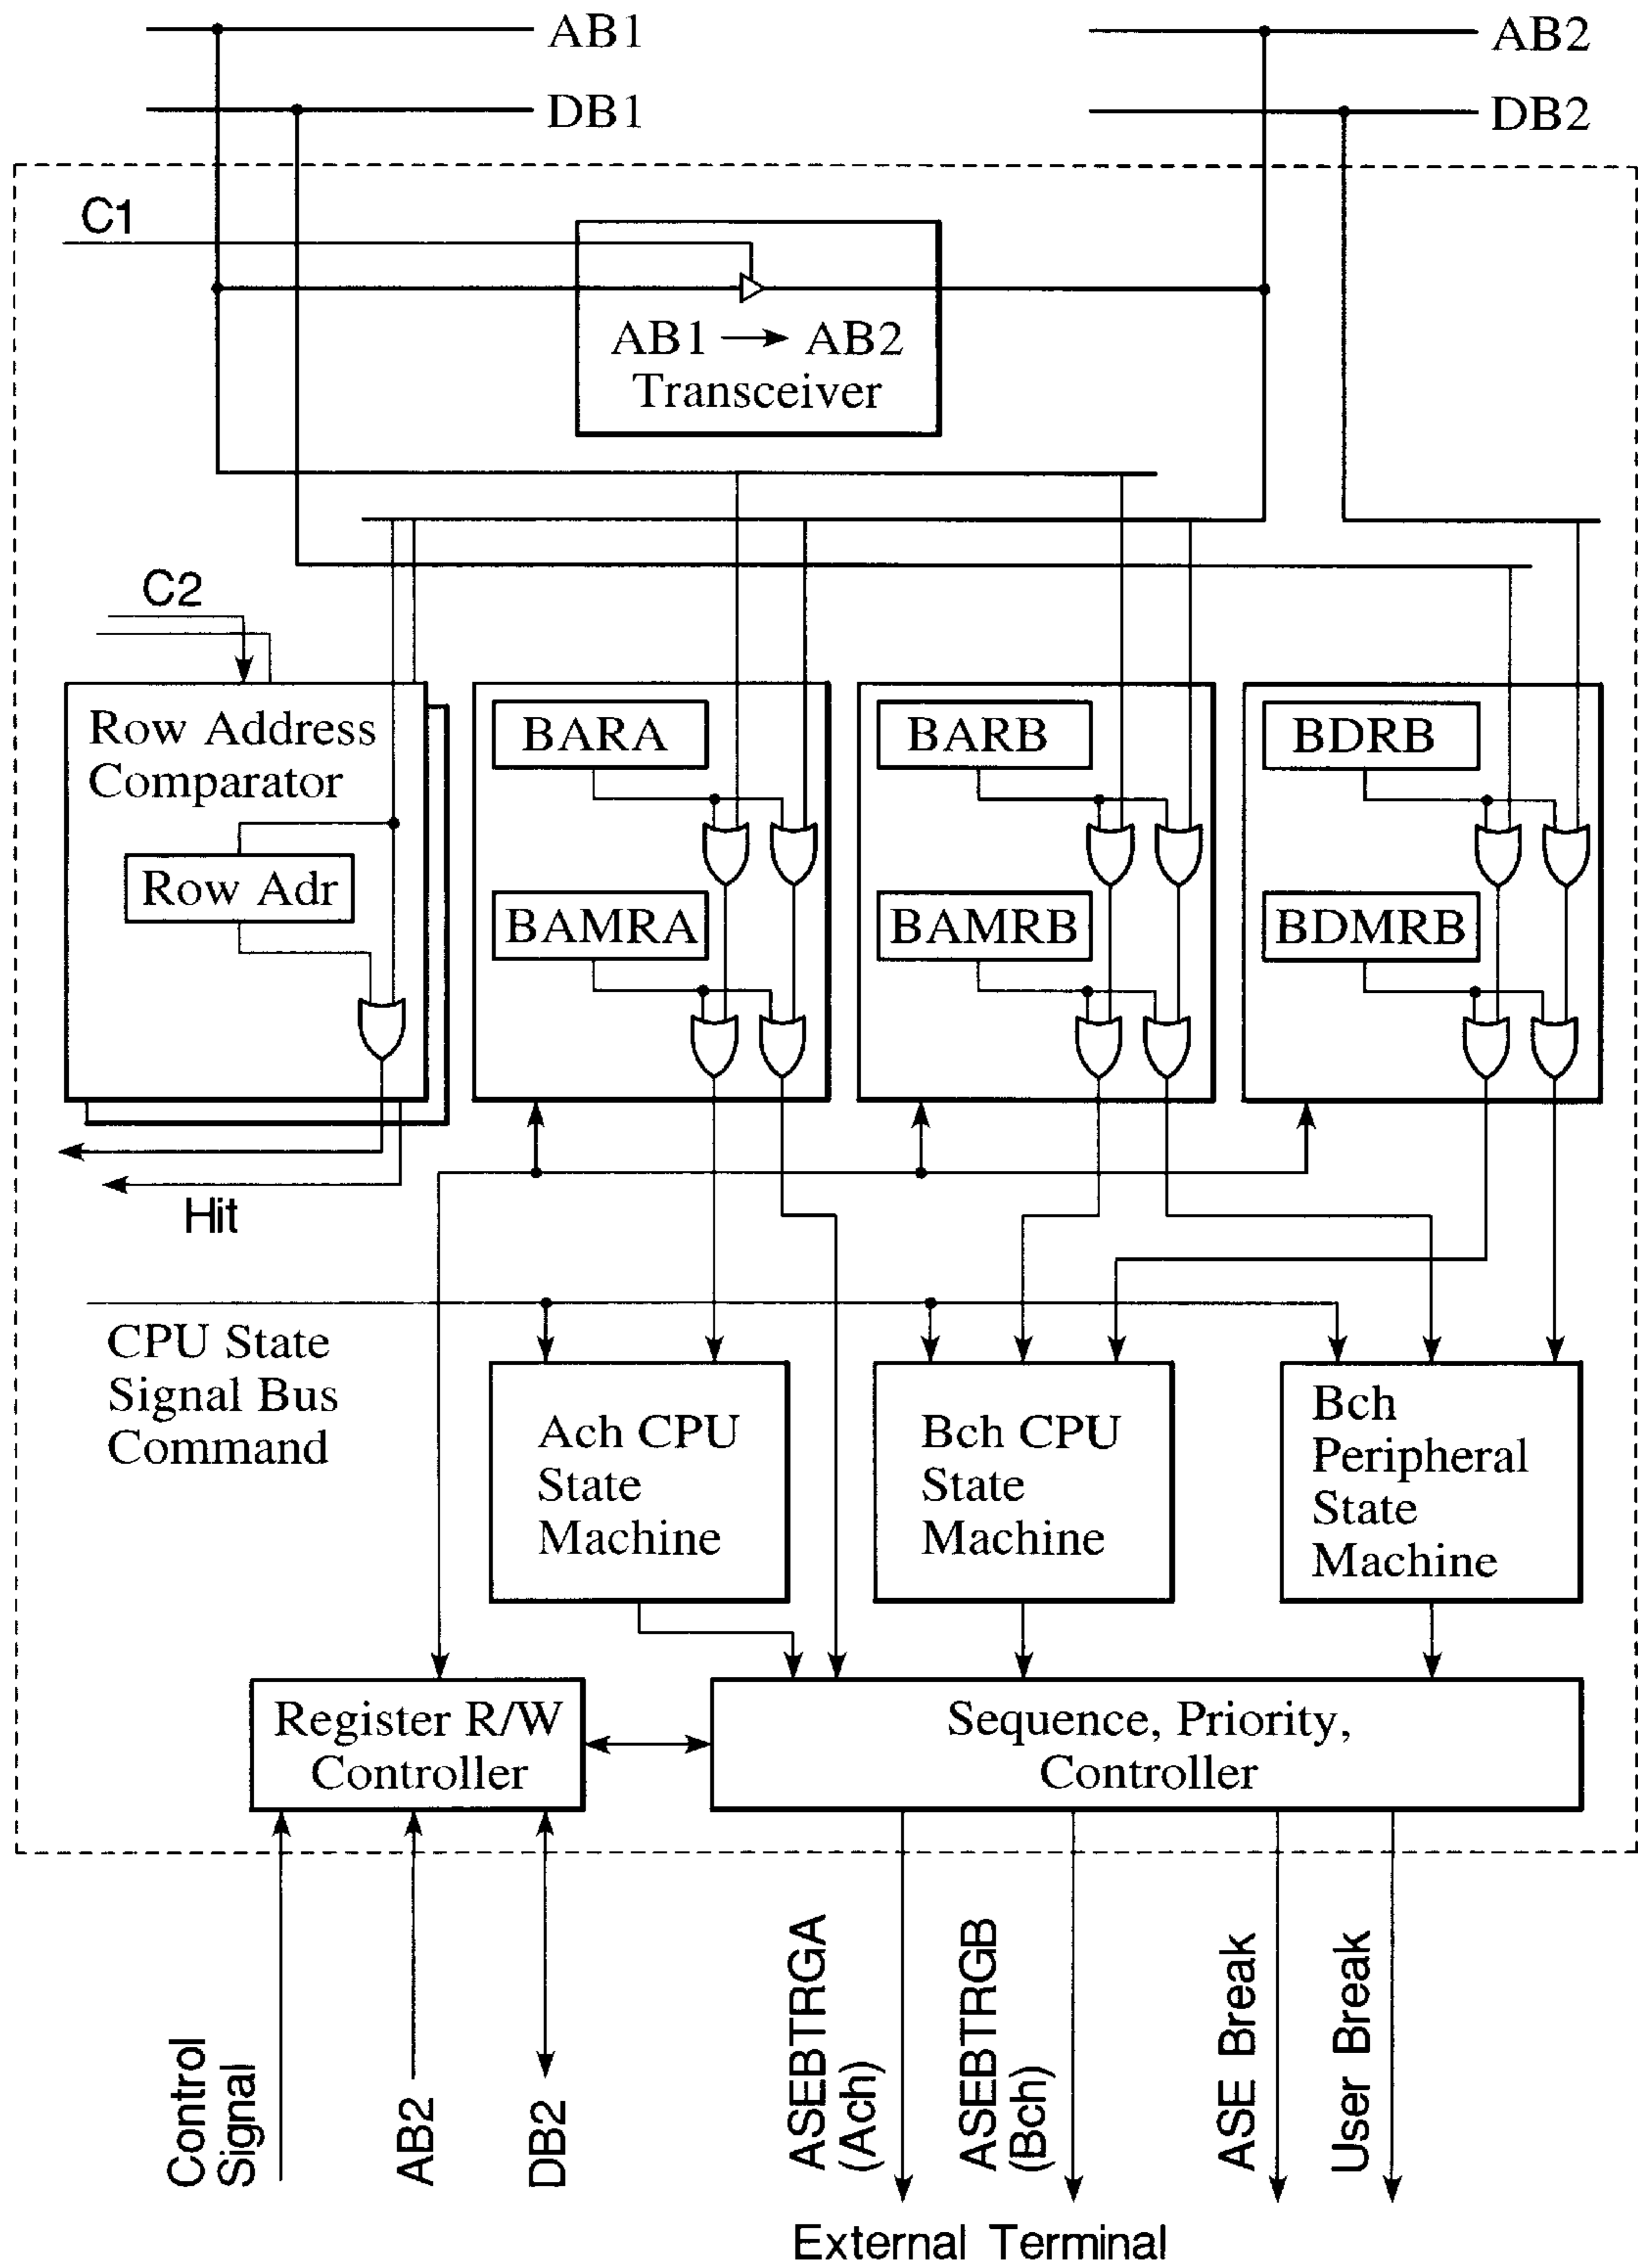 AB1
AB2
DB1
DB2
C1
AB1 → AB2
Transceiver
C2
Row Address
Comparator
Row Adr
BARA
BAMRA
BARB
BAMRB
BDRB
BDMRB
Hit
CPU State
Signal Bus
Command
Ach CPU
State
Machine
Bch CPU
State
Machine
Bch
Peripheral
State
Machine
Register R/W
Controller
Sequence, Priority,
Controller
Control
Signal
AB2
DB2
ASEBTRGA
(Ach)
ASEBTRGB
(Bch)
ASE Break
User Break
External Terminal